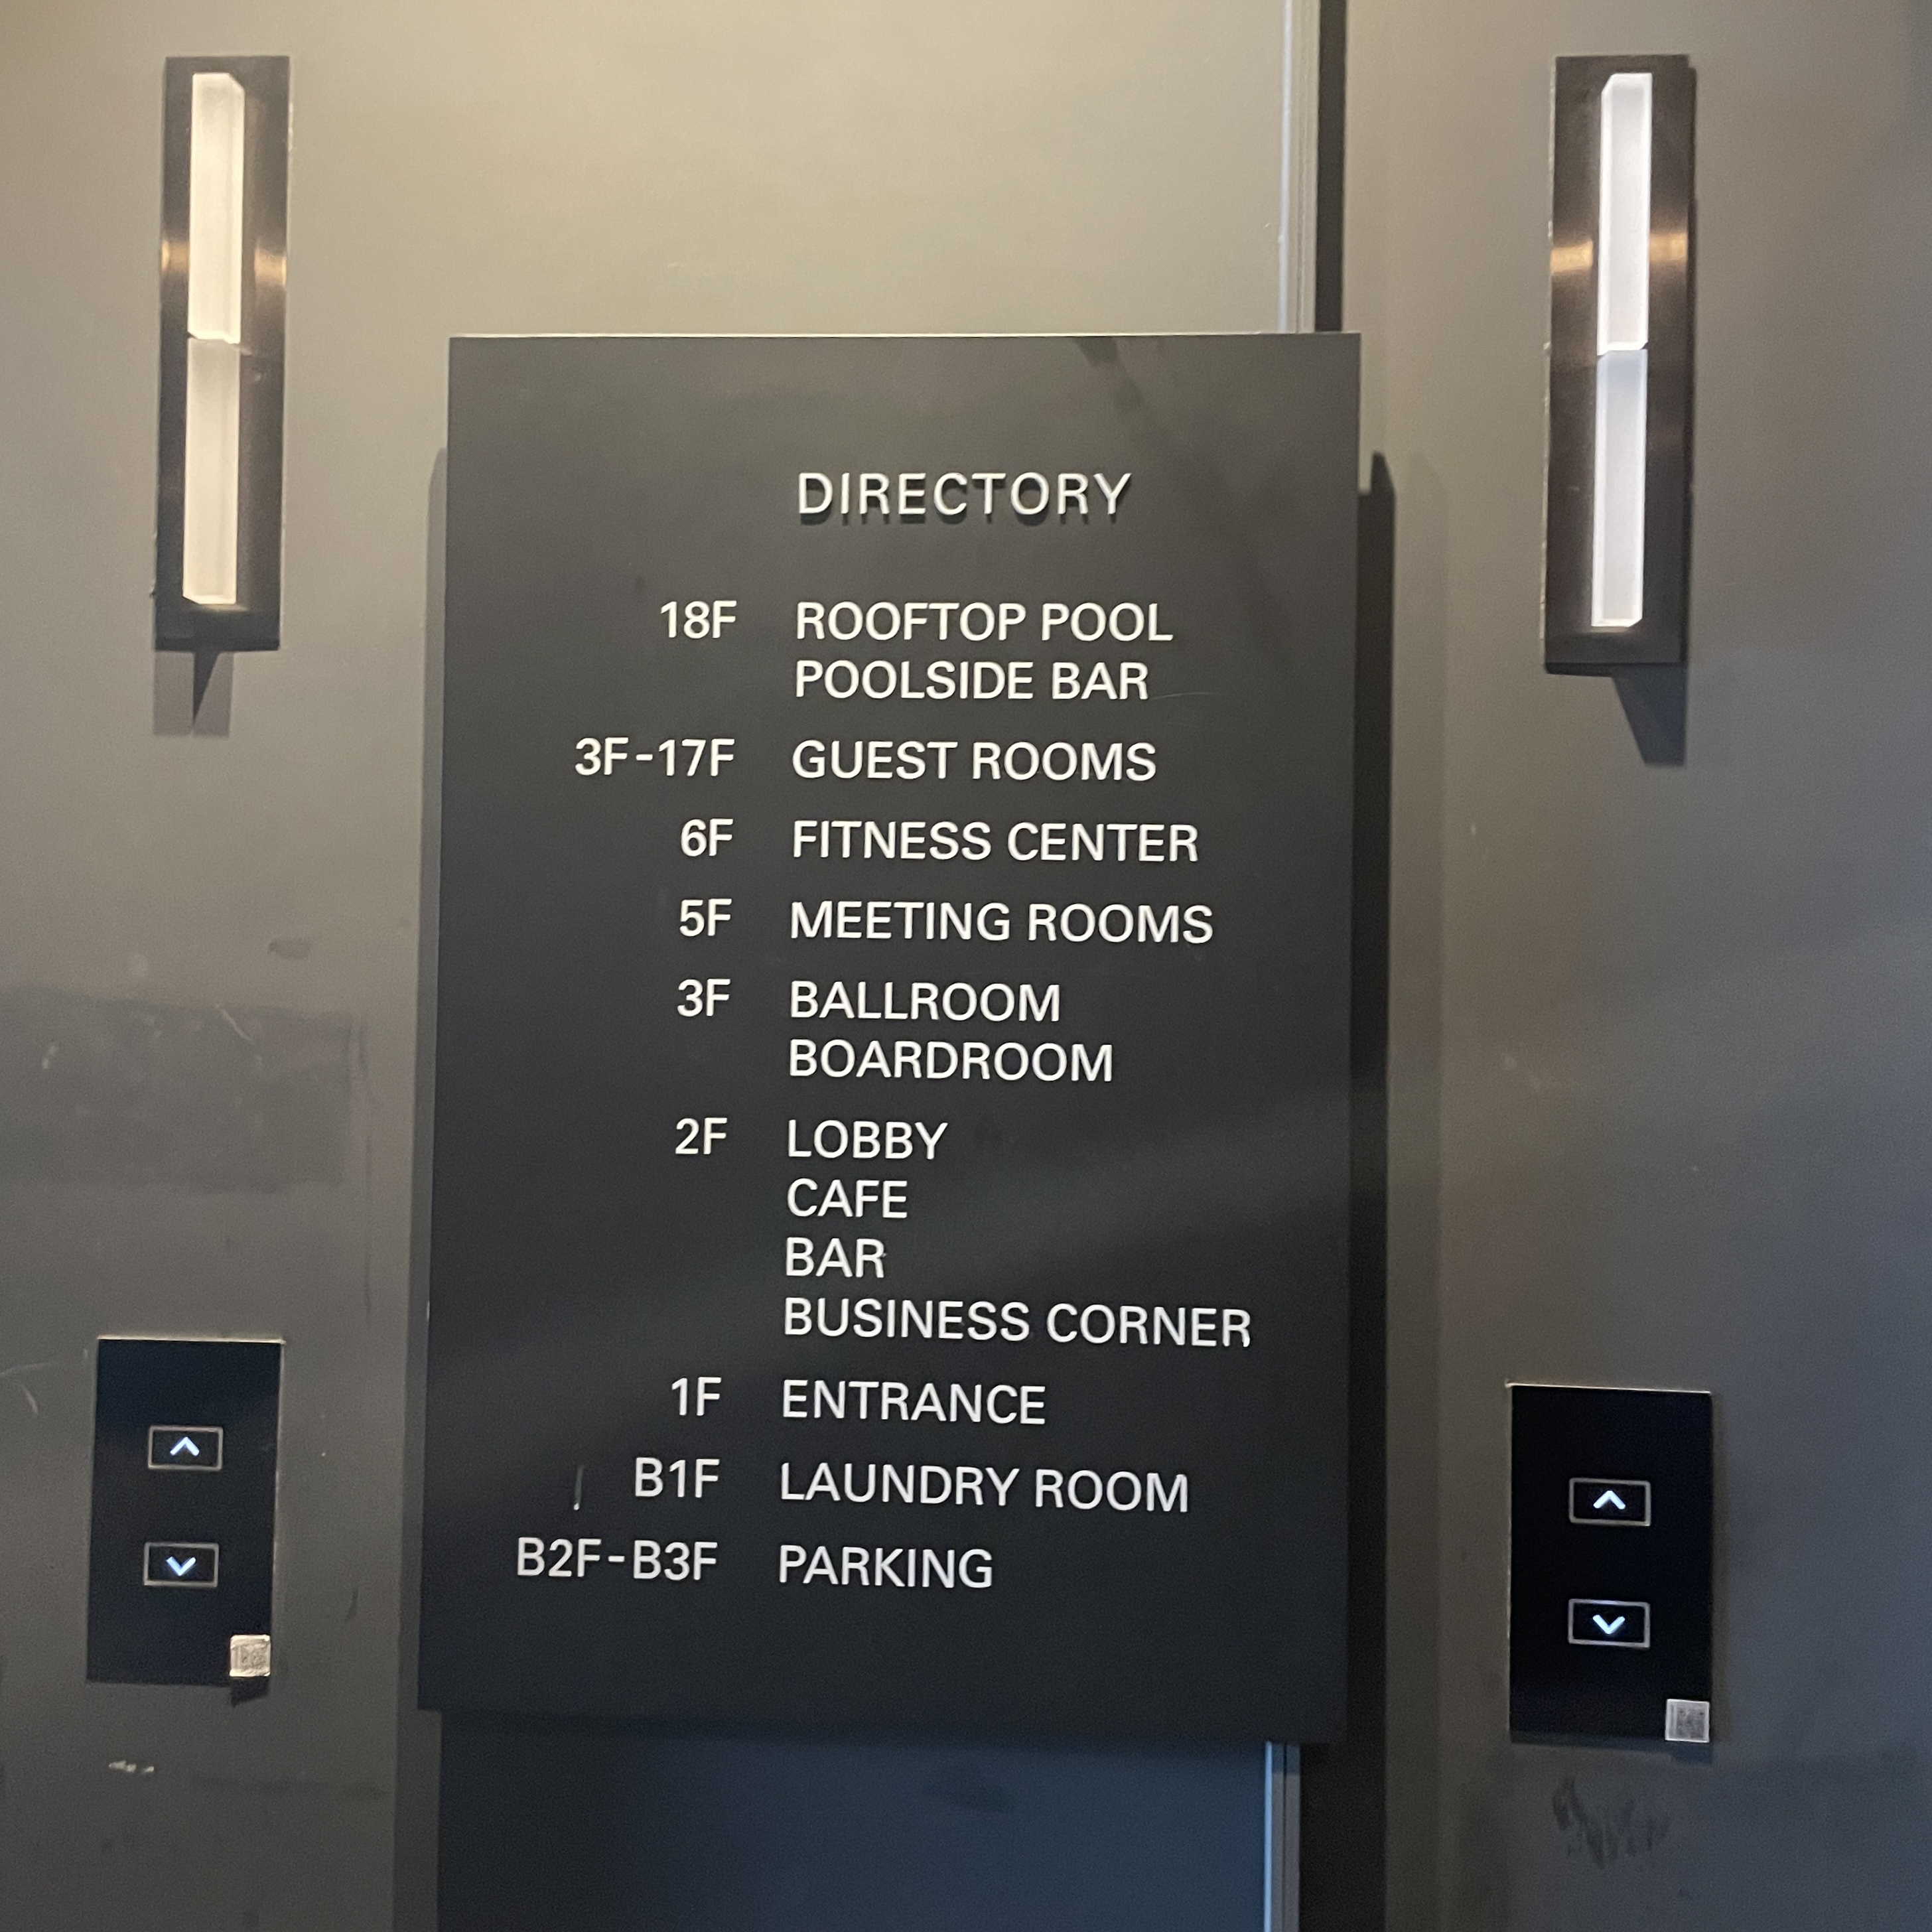 DIRECTORY
18F ROOFTOP POOL
POOLSIDE BAR
3F-17F GUEST ROOMS
6F FITNESS CENTER
5F MEETING ROOMS
3F BALLROOM
BOARDROOM
2F LOBBY
CAFE
BAR
BUSINESS CORNER
1F ENTRANCE
B1F LAUNDRY ROOM
B2F-B3F PARKING